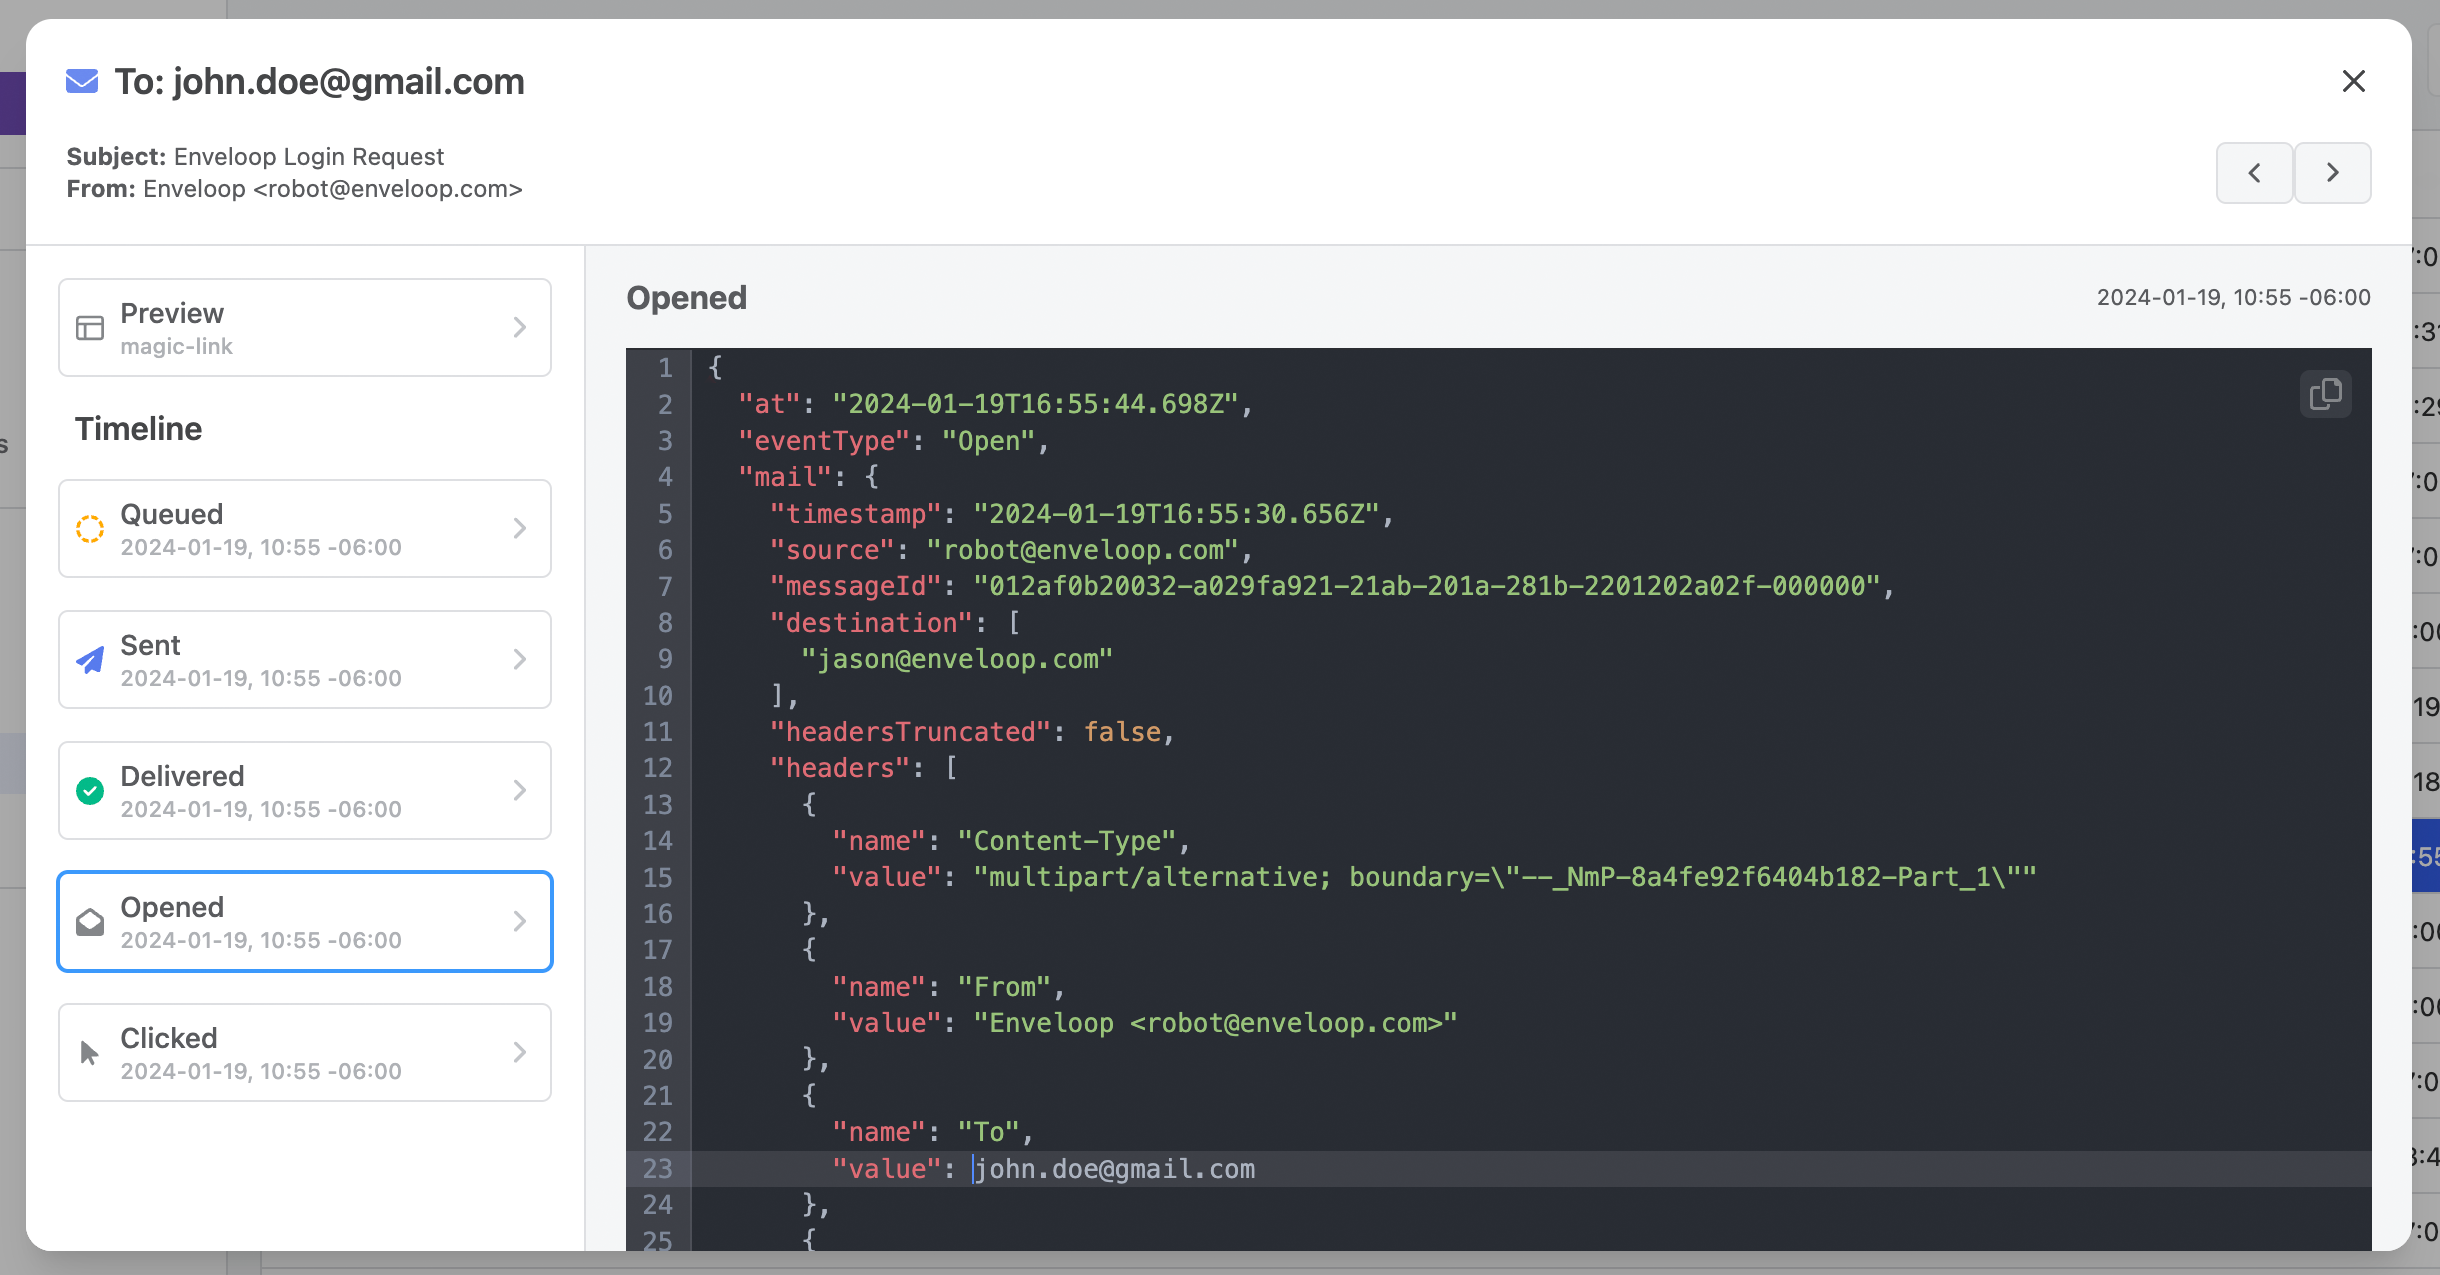 To: john.doe@gmail.com
Subject: Enveloop Login Request
From: Enveloop <robot@enveloop.com>
Preview
magic-link
Timeline
Queued
2024-01-19, 10:55 -06:00
Sent
2024-01-19, 10:55 -06:00
Delivered
2024-01-19, 10:55 -06:00
Opened
2024-01-19, 10:55 -06:00
Clicked
2024-01-19, 10:55 -06:00
Opened
2024-01-19, 10:55 -06:00
1 {
2 "at": "2024-01-19T16:55:44.698Z",
3 "eventType": "Open",
4 "mail": {
5 "timestamp": "2024-01-19T16:55:30.656Z",
6 "source": "robot@enveloop.com",
7 "messageId": "012af0b20032-a029fa921-21ab-201a-281b-2201202a02f-000000",
8 "destination": [
9 "jason@enveloop.com"
10 ],
11 "headersTruncated": false,
12 "headers": [
13 {
14 "name": "Content-Type",
15 "value": "multipart/alternative; boundary=\"--_NmP-8a4fe92f6404b182-Part_1\""
16 },
17 {
18 "name": "From",
19 "value": "Enveloop <robot@enveloop.com>"
20 },
21 {
22 "name": "To",
23 "value": john.doe@gmail.com
24 },
25 {